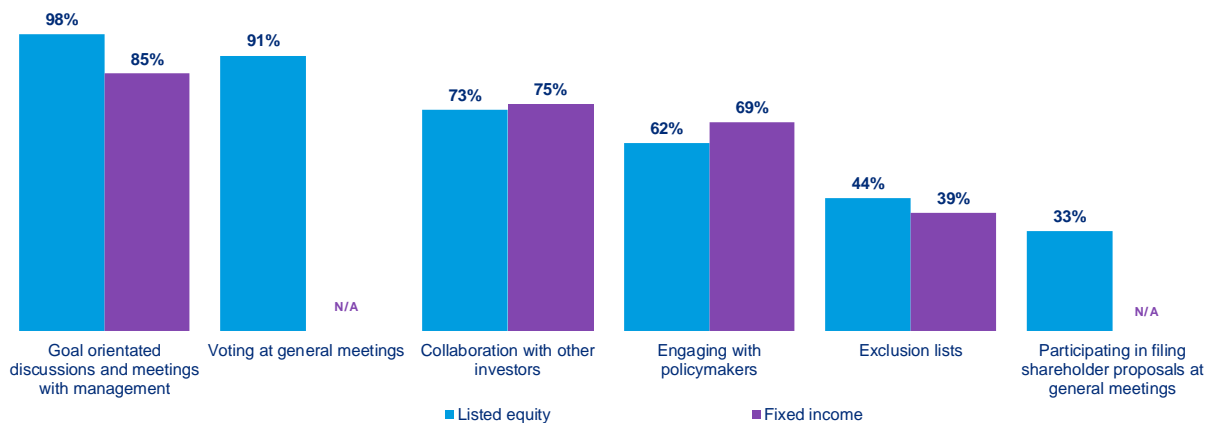 98%
85%
91%
N/A
73%
75%
62%
69%
44%
39%
33%
N/A
Goal orientated
discussions and meetings
with management
Voting at general meetings
Collaboration with other
investors
Engaging with
policymakers
Exclusion lists
Participating in filing
shareholder proposals at
general meetings
Listed equity
Fixed income